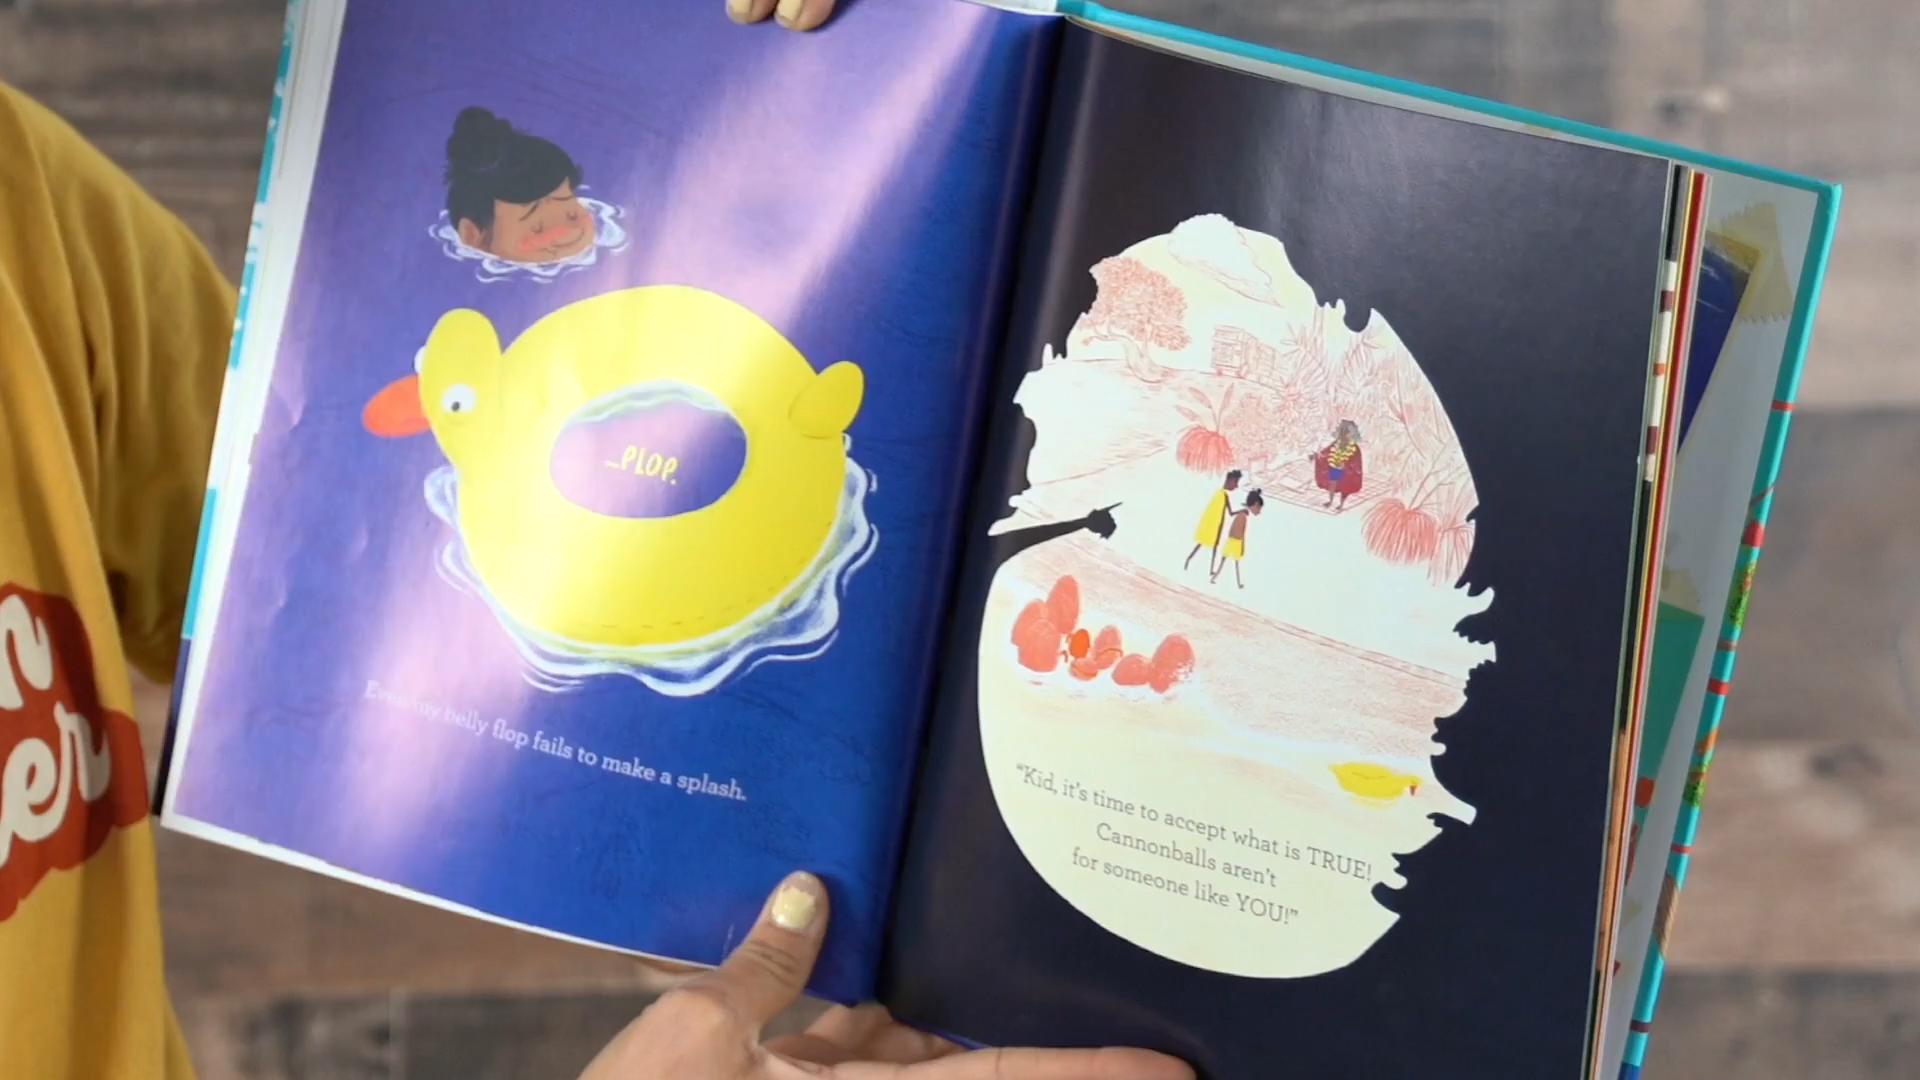 ...PLOP.
Even my belly flop fails to make a splash.
“Kid, it's time to accept what is TRUE!
Cannonballs aren't
for someone like YOU!”